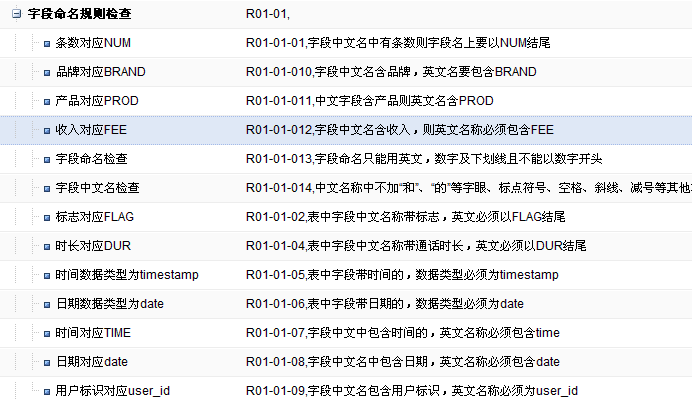 字段命名规则检查 R01-01,
条数对应NUM R01-01-01,字段中文名中有条数则字段名上要以NUM结尾
品牌对应BRAND R01-01-010,字段中文名含品牌，英文名要包含BRAND
产品对应PROD R01-01-011,中文字段含产品则英文名含PROD
收入对应FEE R01-01-012,字段中文名含收入，则英文名称必须包含FEE
字段命名检查 R01-01-013,字段命名只能用英文，数字及下划线且不能以数字开头
字段中文名检查 R01-01-014,中文名称中不加“和”、“的”等字眼、标点符号、空格、斜线、减号等其他
标志对应FLAG R01-01-02,表中字段中文名称带标志，英文必须以FLAG结尾
时长对应DUR R01-01-04,表中字段中文名称带通话时长，英文必须以DUR结尾
时间数据类型为timestamp R01-01-05,表中字段带时间的，数据类型必须为timestamp
日期数据类型为date R01-01-06,表中字段带日期的，数据类型必须为date
时间对应TIME R01-01-07,字段中文中包含时间的，英文名称必须包含time
日期对应date R01-01-08,字段中文名中包含日期，英文名称必须包含date
用户标识对应user_id R01-01-09,字段中文名包含用户标识，英文名称必须为user_id